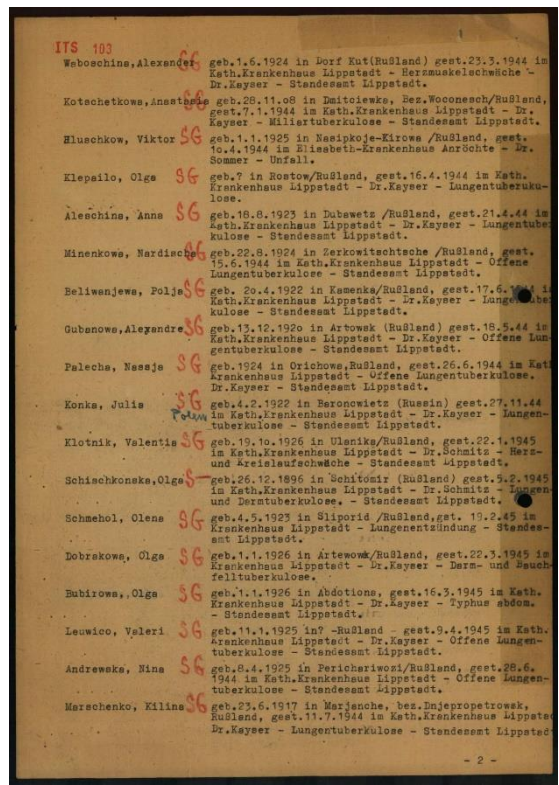 ITS 103
Waboschina, Alexander SG geb.1.6.1924 in Dorf Kut(Rußland) gest.23.3.1944 im
Kath.Krankenhaus Lippstadt - Herzmuskelschwäche -
Dr.Kayser - Standesamt Lippstadt.
Kotschetkowa, Anastasia SG geb.28.11.o8 in Dmitciewka, Bez.Woconesch/Rußland,
gest.7.1.1944 im Kath.Krankenhaus Lippstadt - Dr.
Kayser - Miliartuberkulose - Standesamt Lippstadt.
Hluschkow, Viktor SG geb.1.1.1925 in Nasipkoje-Kirowa /Rußland, gest.
1o.4.1944 im Elisabeth-Krankenhaus Anröchte - Dr.
Sommer - Unfall.
Klepailo, Olga SG geb.? in Rostow/Rußland, gest.16.4.1944 im Kath.
Krankenhaus Lippstadt - Dr.Kayser - Lungentuberuku-
lose.
Aleschina, Anna SG geb.18.8.1923 in Dubawetz /Rußland, gest.21.4.44 im
Kath.Krankenhaus Lippstadt - Dr.Kayser - Lungentuber
kulose - Standesamt Lippstadt.
Minenkowa, Nardische SG geb.22.8.1924 in Zerkowitschtsche /Rußland, gest.
15.6.1944 im Kath.Krankenhaus Lippstadt - Offene
Lungentuberkulose - Standesamt Lippstadt.
Beliwanjewa, Polja SG geb. 2o.4.1922 in Kamenka/Rußland, gest.17.6. im
Kath.Krankenhaus Lippstadt - Dr.Kayser -
kulose - Standesamt Lippstadt.
Gubanowa, Alexandre SG geb.13.12.192o in Artowsk (Rußland) gest.18.5.44 im
Kath.Krankenhaus Lippstadt - Dr.Kayser - Offene Lun-
gentuberkulose - Standesamt Lippstadt.
Palecha, Nassja SG geb.1924 in Orichowa,Rußland, gest.26.6.1944 im Kath
Krankenhaus Lippstadt - Offene Lungentuberkulose.
Dr.Kayser - Standesamt Lippstadt.
Konka, Julia SG geb.4.2.1922 in Baronowietz (Russin) gest.27.11.44
Polen im Kath.Krankenhaus Lippstadt - Dr.Kayser - Lungen-
tuberkulose - Standesamt Lippstadt.
Klotnik, Valentia SG geb.19.1o.1926 in Ulanika/Rußland, gest.22.1.1945
im Kath.Krankenhaus Lippstadt - Dr.Schmitz - Herz-
und Kreislaufschwäche - Standesamt Lippstadt.
Schischkonska, Olga S- geb.26.12.1896 in Schitomir (Rußland) gest.5.2.1945
im Kath.Krankenhaus Lippstadt - Dr.Schmitz - Lungen
und Darmtuberkulose. - Standesamt Lippstadt.
Schmehol, Olena SG geb.4.5.1923 in Sliporid /Rußland,gst. 19.2.45 im
Krankenhaus Lippstadt - Lungenentzündung - Standes-
amt Lippstadt.
Dobrakowa, Olga SG geb.1.1.1926 in Artewowk/Rußland, gest.22.3.1945 im
Kath.Krankenhaus Lippstadt - Dr.Kayser - Darm- und Bauch
felltuberkulose.
Bubirowa, Olga SG geb.1.1.1926 in Abdotions, gest.16.3.1945 im Kath.
Krankenhaus Lippstadt - Dr.Kayser - Typhus abdom.
- Standesamt Lippstadt.
Lauwico, Valeri SG geb.11.1.1925 in? -Rußland - gest.9.4.1945 im Kath.
Krankenhaus Lippstadt - Dr.Kayser - Offene Lungen-
tuberkulose - Standesamt Lippstadt.
Andrewska, Nina SG geb.8.4.1925 in Perichariwozi/Rußland, gest.28.6.
1944 im Kath.Krankenhaus Lippstadt - Offene Lungen-
tuberkulose - Standesamt Lippstadt.
Marschenko, Kilina SG geb.23.6.1917 in Marjanche, bez.Dnjepropetrowsk,
Rußland, gest.11.7.1944 im Kath.Krankenhaus Lippstad
Dr.Kayser - Lungentuberkulose - Standesamt Lippstadt
- 2 -